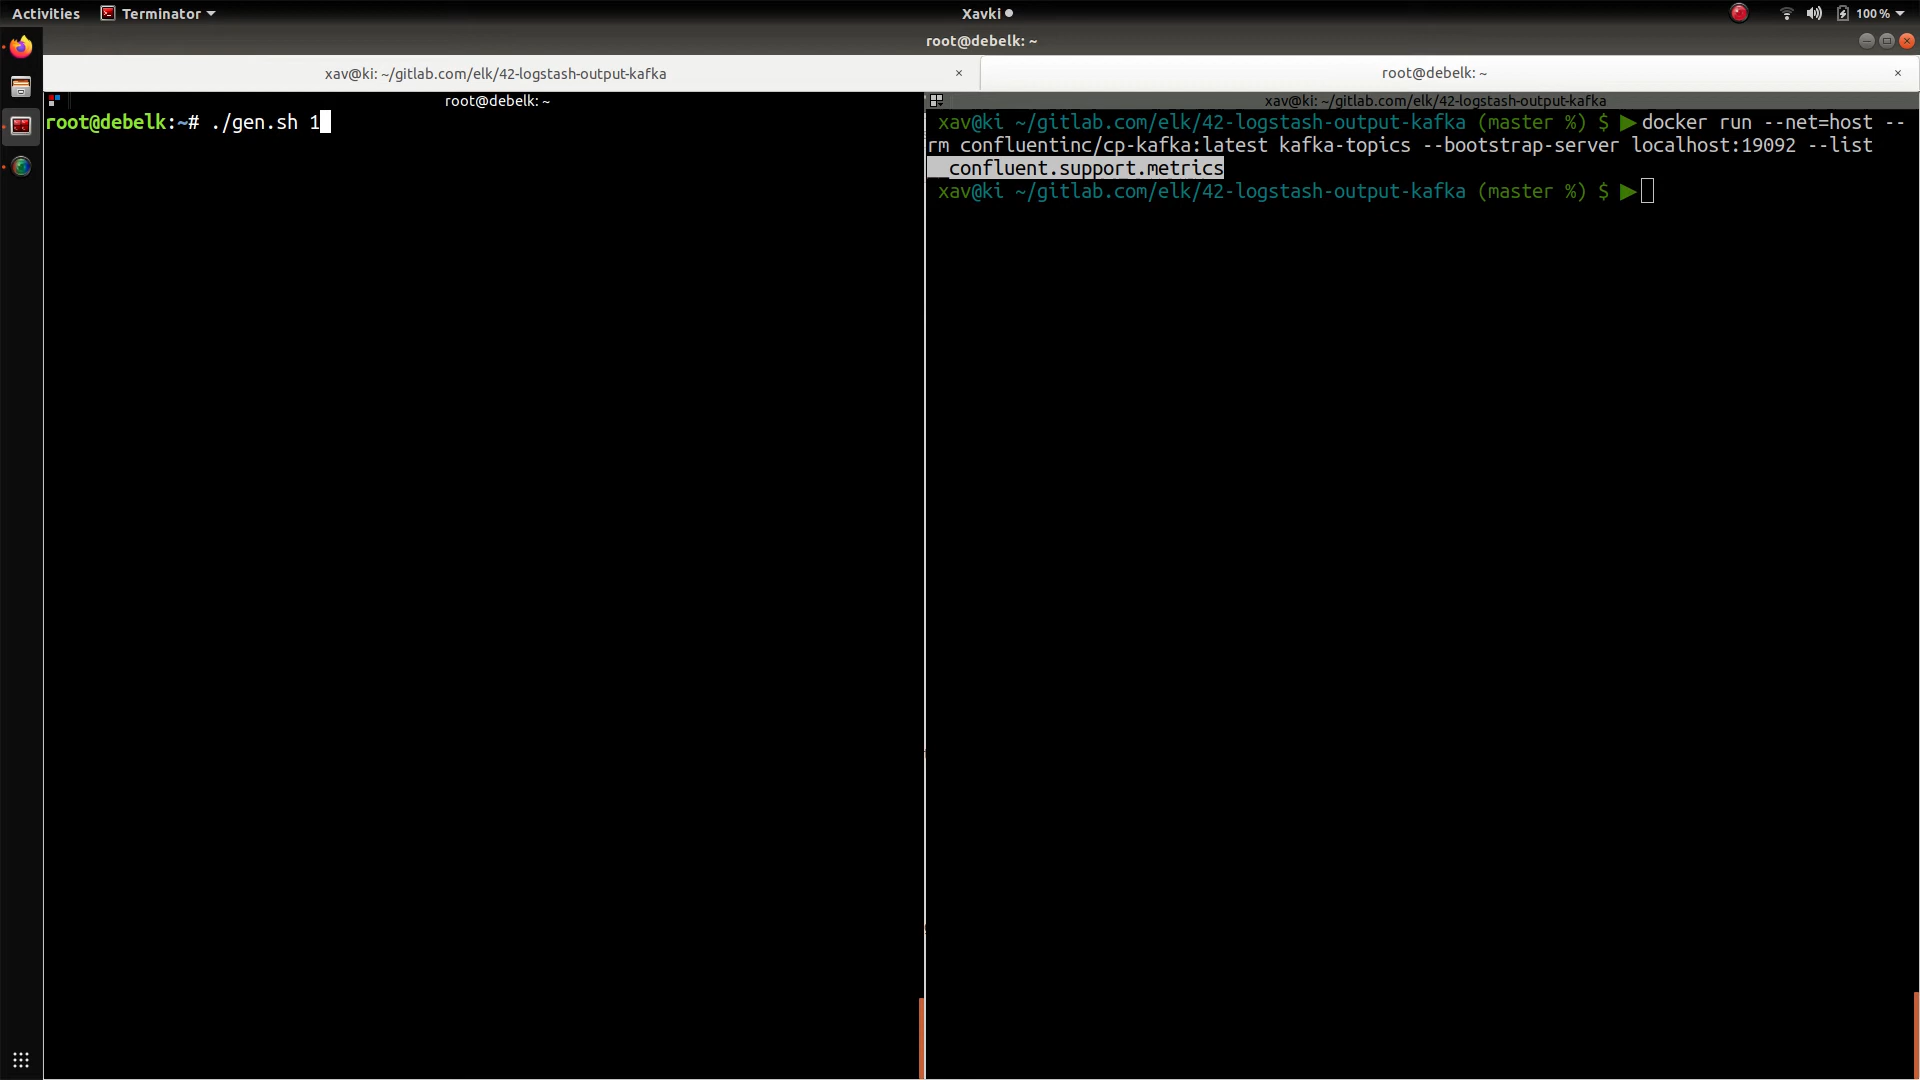 Activities Terminator Xavki 100 %
root@debelk: ~
xav@ki: ~/gitlab.com/elk/42-logstash-output-kafka × root@debelk: ~ ×
root@debelk: ~
root@debelk:~# ./gen.sh 1
xav@ki: ~/gitlab.com/elk/42-logstash-output-kafka
xav@ki ~/gitlab.com/elk/42-logstash-output-kafka (master %) $ ▶docker run --net=host --
rm confluentinc/cp-kafka:latest kafka-topics --bootstrap-server localhost:19092 --list
__confluent.support.metrics
xav@ki ~/gitlab.com/elk/42-logstash-output-kafka (master %) $ ▶